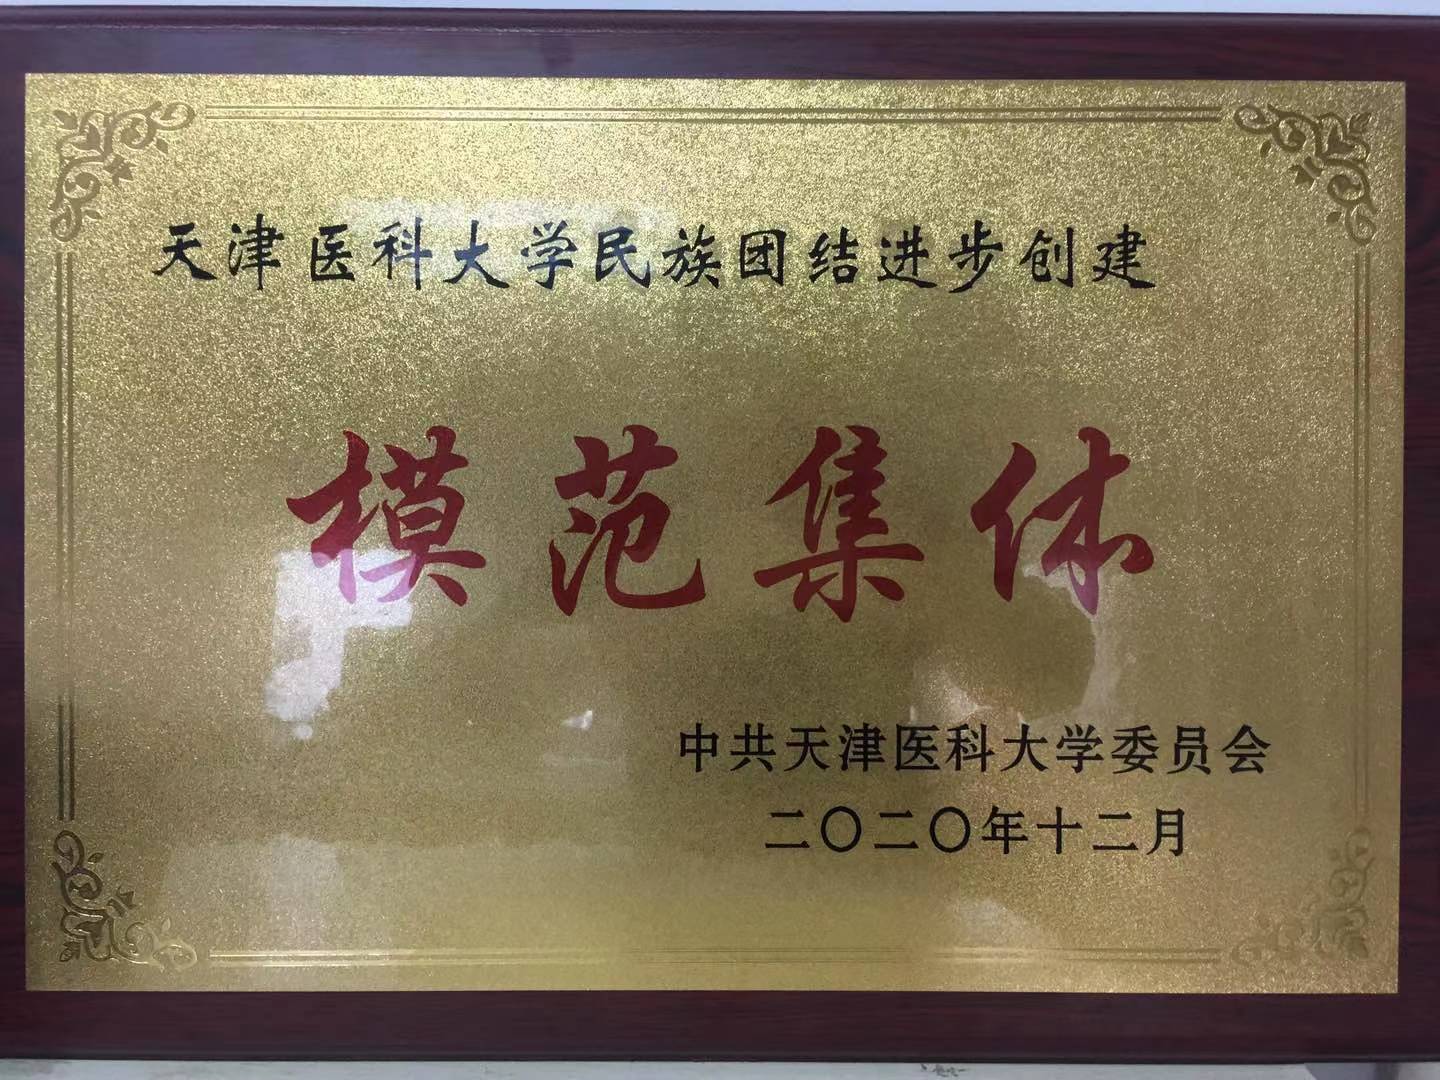 天津医科大学民族团结进步创建
模范集体
中共天津医科大学委员会
二〇二〇年十二月